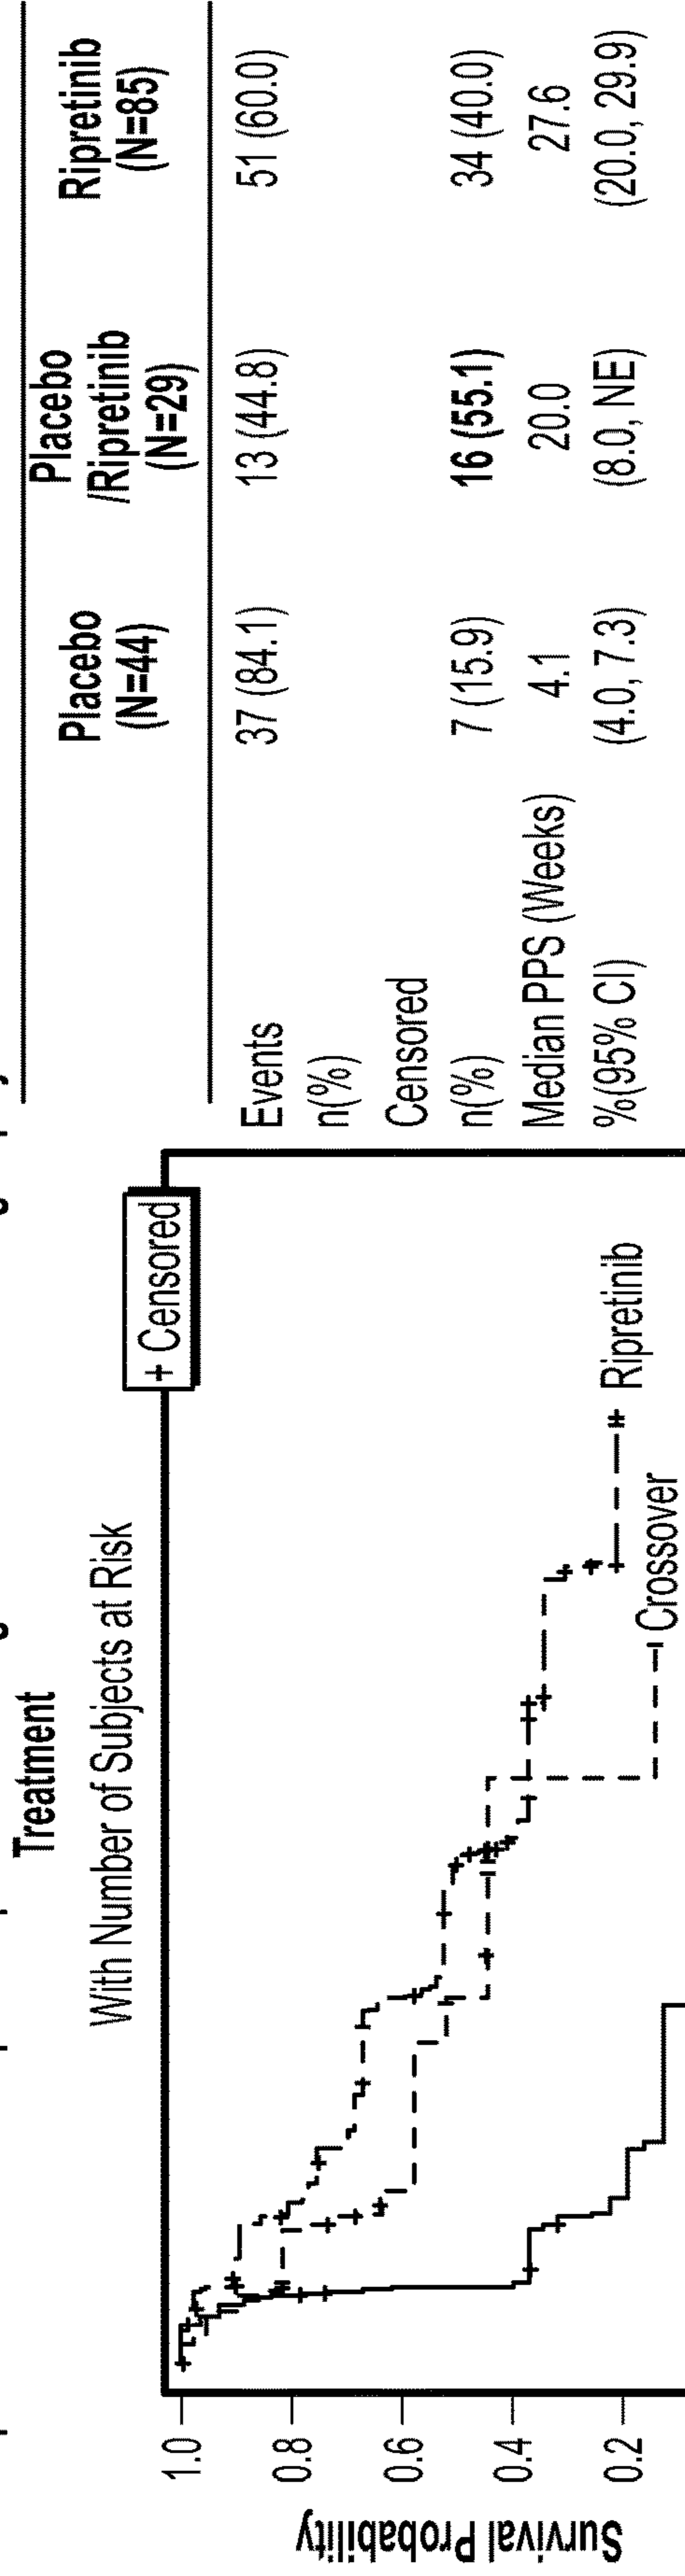 Treatment
With Number of Subjects at Risk
+ Censored
Survival Probability
1.0
0.8
0.6
0.4
0.2
Ripretinib
Crossover
Placebo
(N=44)
Placebo
/Ripretinib
(N=29)
Ripretinib
(N=85)
Events
n(%)
37 (84.1)
13 (44.8)
51 (60.0)
Censored
n(%)
7 (15.9)
16 (55.1)
34 (40.0)
Median PPS (Weeks)
4.1
20.0
27.6
%(95% CI)
(4.0, 7.3)
(8.0, NE)
(20.0, 29.9)